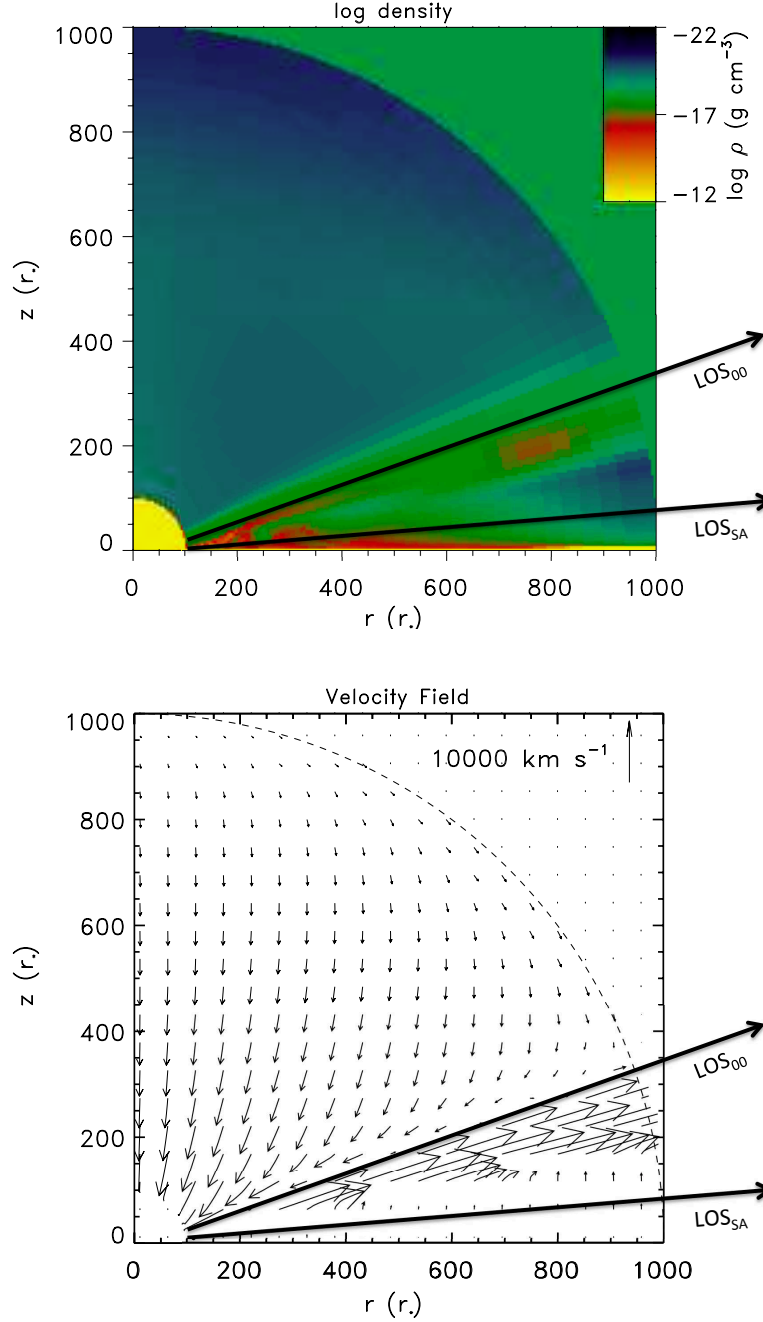 log density
1000
800
600
400
200
0
z (r.)
0 200 400 600 800 1000
r (r.)
−22
−17
−12
log ρ (g cm⁻³)
LOS₀₀
LOS_SA
Velocity Field
10000 km s⁻¹
1000
800
600
400
200
0
z (r.)
0 200 400 600 800 1000
r (r.)
LOS₀₀
LOS_SA